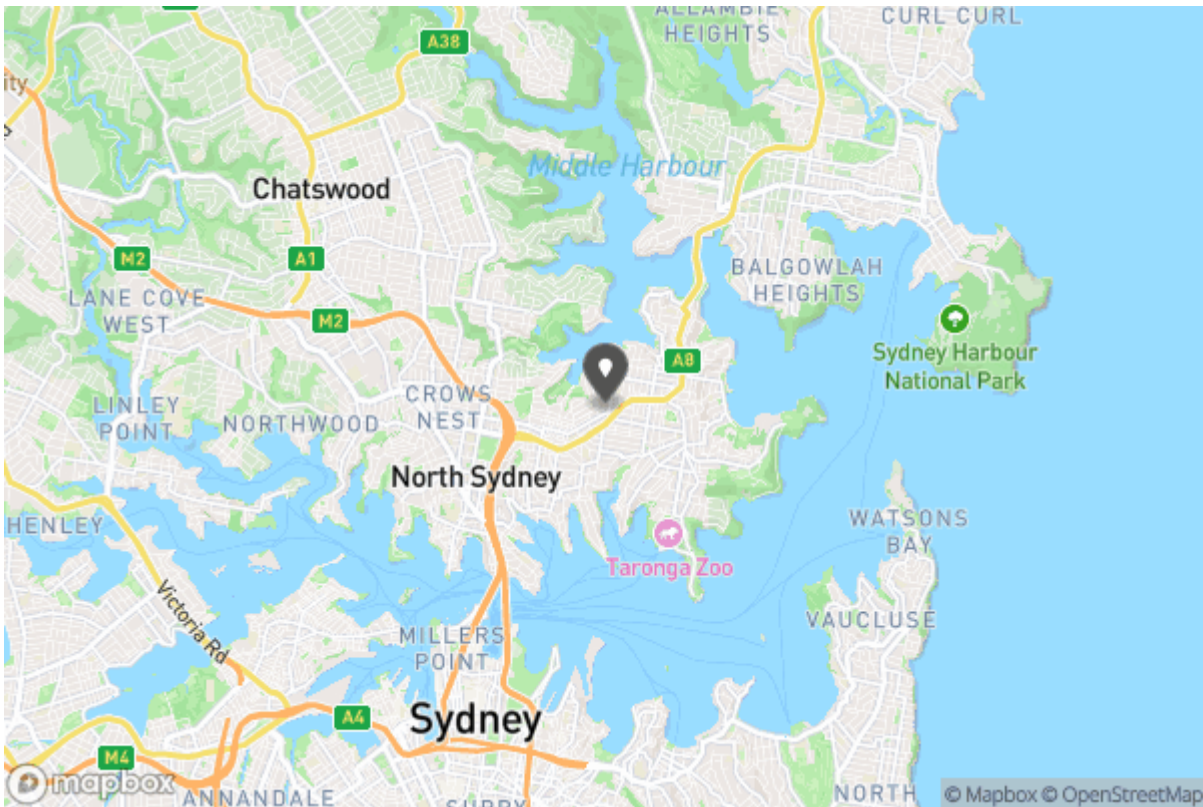 ALLAMBIE
HEIGHTS
CURL CURL
A38
ity
Middle Harbour
Chatswood
M2
A1
BALGOWLAH
HEIGHTS
LANE COVE
WEST
M2
Sydney Harbour
National Park
A8
CROWS
NEST
LINLEY
POINT
NORTHWOOD
North Sydney
HENLEY
WATSONS
BAY
Taronga Zoo
Victoria Rd
VAUCLUSE
MILLERS
POINT
A4
Sydney
M4
mapbox
ANNANDALE
SURRY
NORTH
© Mapbox © OpenStreetMap